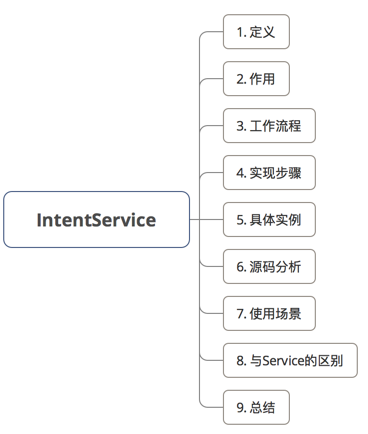 IntentService
1. 定义
2. 作用
3. 工作流程
4. 实现步骤
5. 具体实例
6. 源码分析
7. 使用场景
8. 与Service的区别
9. 总结